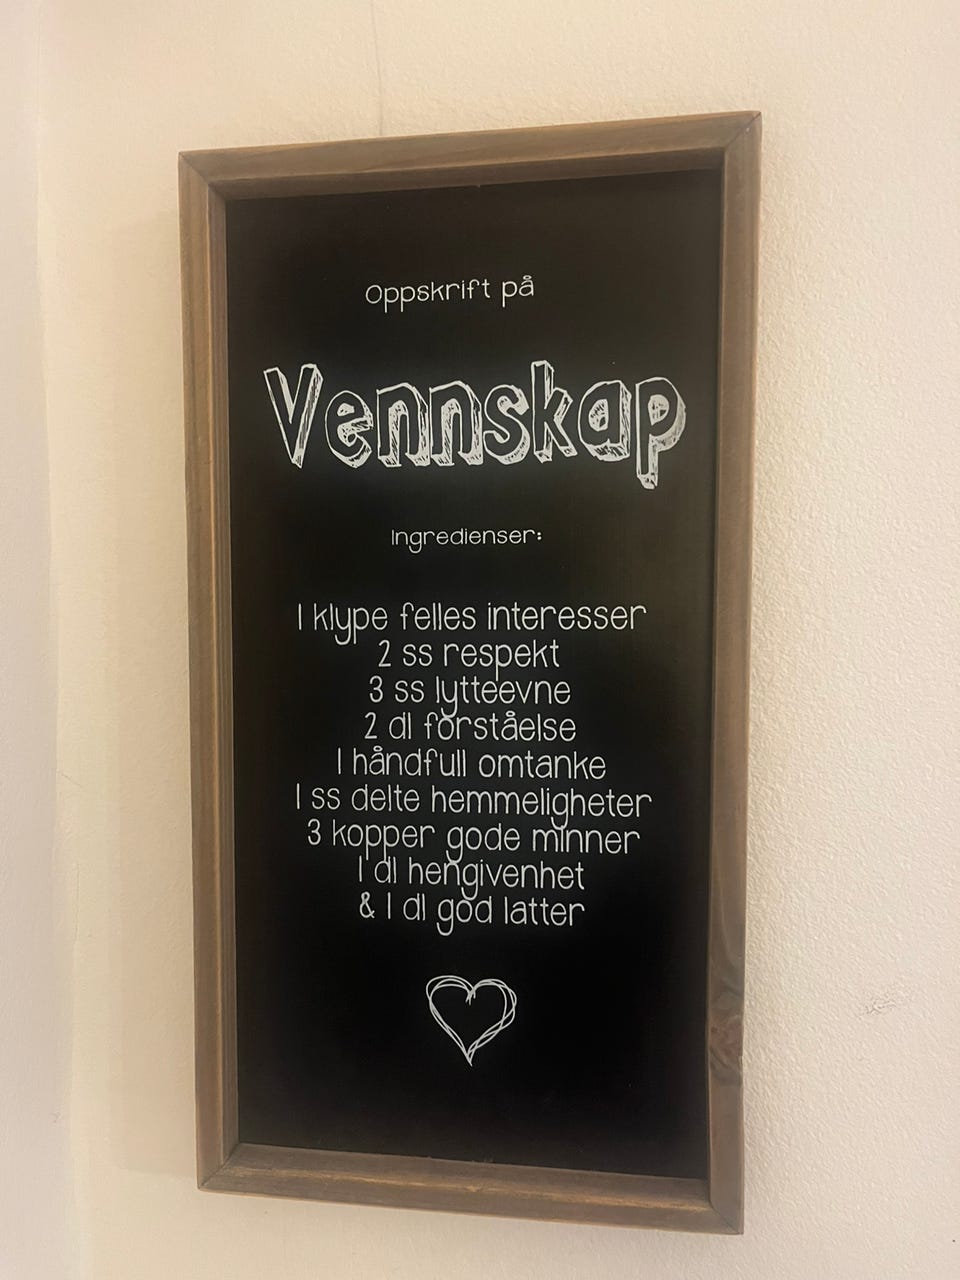 Oppskrift på
Vennskap
Ingredienser:
1 klype felles interesser
2 ss respekt
3 ss lytteevne
2 dl forståelse
1 håndfull omtanke
1 ss delte hemmeligheter
3 kopper gode minner
1 dl hengivenhet
& 1 dl god latter